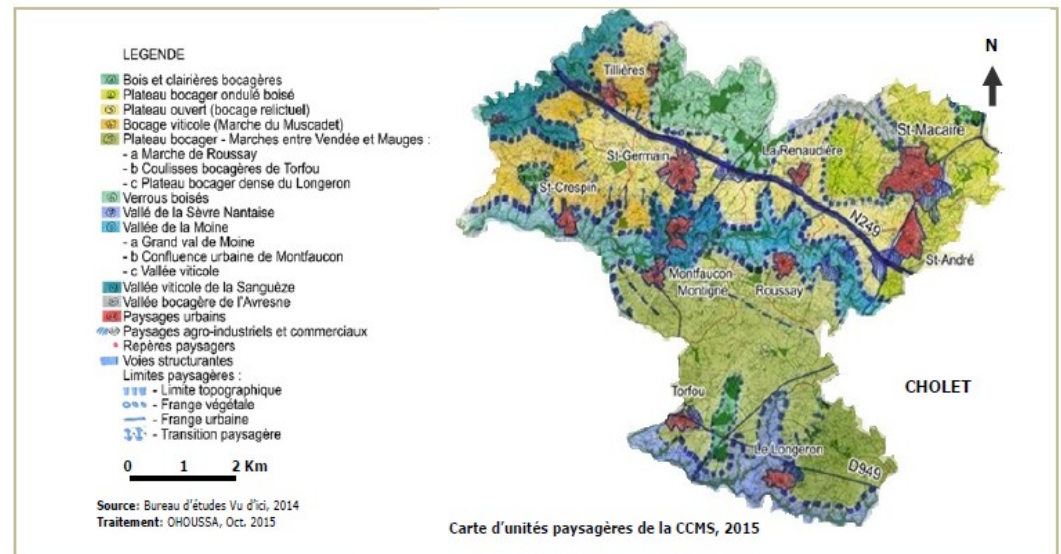 LEGENDE
Bois et clairières bocagères
Plateau bocager ondulé boisé
Plateau ouvert (bocage relictuel)
Bocage viticole (Marche du Muscadet)
Plateau bocager - Marches entre Vendée et Mauges :
- a Marche de Roussay
- b Coulisses bocagères de Torfou
- c Plateau bocager dense du Longeron
Verrous boisés
Vallé de la Sèvre Nantaise
Vallée de la Moine
- a Grand val de Moine
- b Confluence urbaine de Montfaucon
- c Vallée viticole
Vallée viticole de la Sanguèze
Vallée bocagère de l'Avresne
Paysages urbains
Paysages agro-industriels et commerciaux
Repères paysagers
Voies structurantes
Limites paysagères :
- Limite topographique
- Frange végétale
- Frange urbaine
- Transition paysagère
0 1 2 Km
Source: Bureau d'études Vu d'ici, 2014
Traitement: OHOUSSA, Oct. 2015
N
Tillières
St-Macaire
La Renaudière
St-Germain
St-Crespin
N249
St-André
Montfaucon-
Montigné
Roussay
CHOLET
Torfou
Le Longeron
D949
Carte d'unités paysagères de la CCMS, 2015